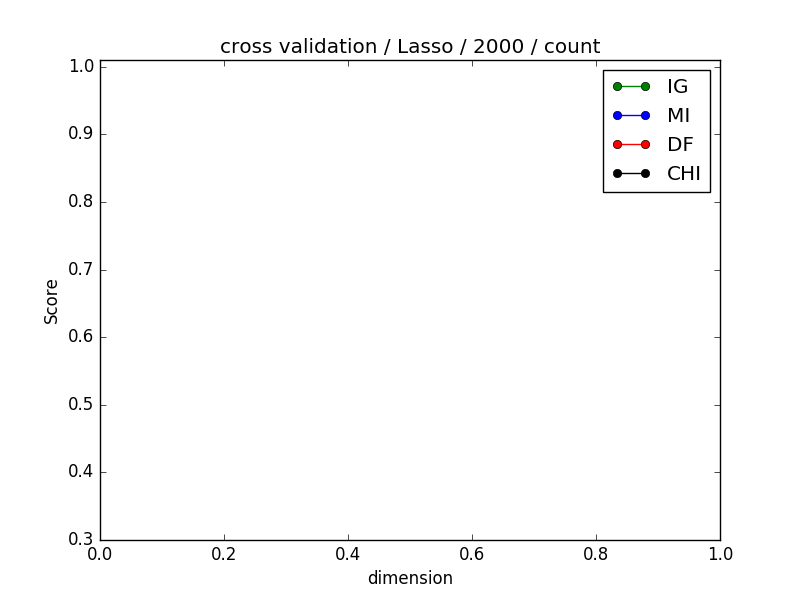 cross validation / Lasso / 2000 / count
1.0
0.9
0.8
0.7
0.6
0.5
0.4
0.3
Score
IG
MI
DF
CHI
0.0 0.2 0.4 0.6 0.8 1.0
dimension